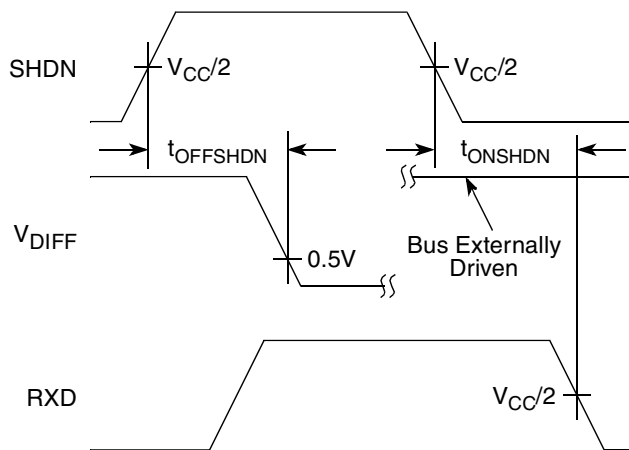 SHDN
V_CC/2
V_CC/2
t_OFFSHDN
t_ONSHDN
V_DIFF
0.5V
Bus Externally
Driven
RXD
V_CC/2